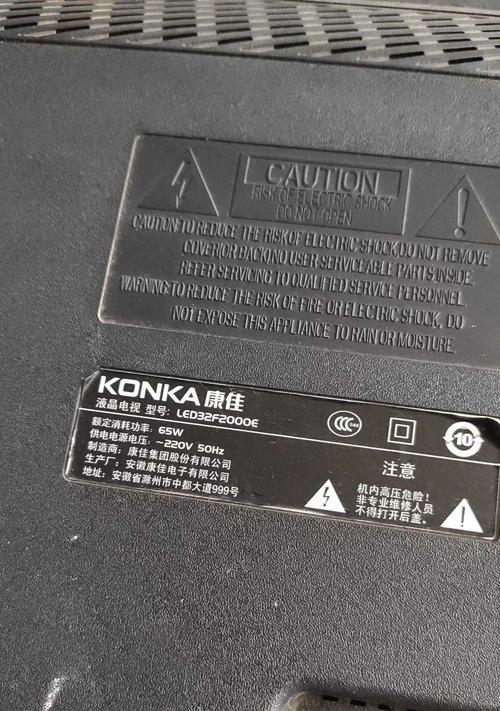 CAUTION
RISK OF ELECTRIC SHOCK
DO NOT OPEN
CAUTION:TO REDUCE THE RISK OF ELECTRIC SHOCK,DO NOT REMOVE
COVER(OR BACK)NO USER-SERVICEABLE PARTS INSIDE.
REFER SERVICING TO QUALIFIED SERVICE PERSONNEL.
WARNING:TO REDUCE THE RISK OF FIRE OR ELECTRIC SHOCK, DO
NOT EXPOSE THIS APPLIANCE TO RAIN OR MOISTURE.
KONKA 康佳
液晶电视 型号: LED32F2000E
额定消耗功率: 65W
供电电源电压: ~220V 50Hz
制造商: 康佳集团股份有限公司
生产厂: 安徽康佳电子有限公司
地址: 安徽省滁州市中都大道999号
CCC
10
注意
机内高压危险!
非专业维修人员
不得打开后盖。